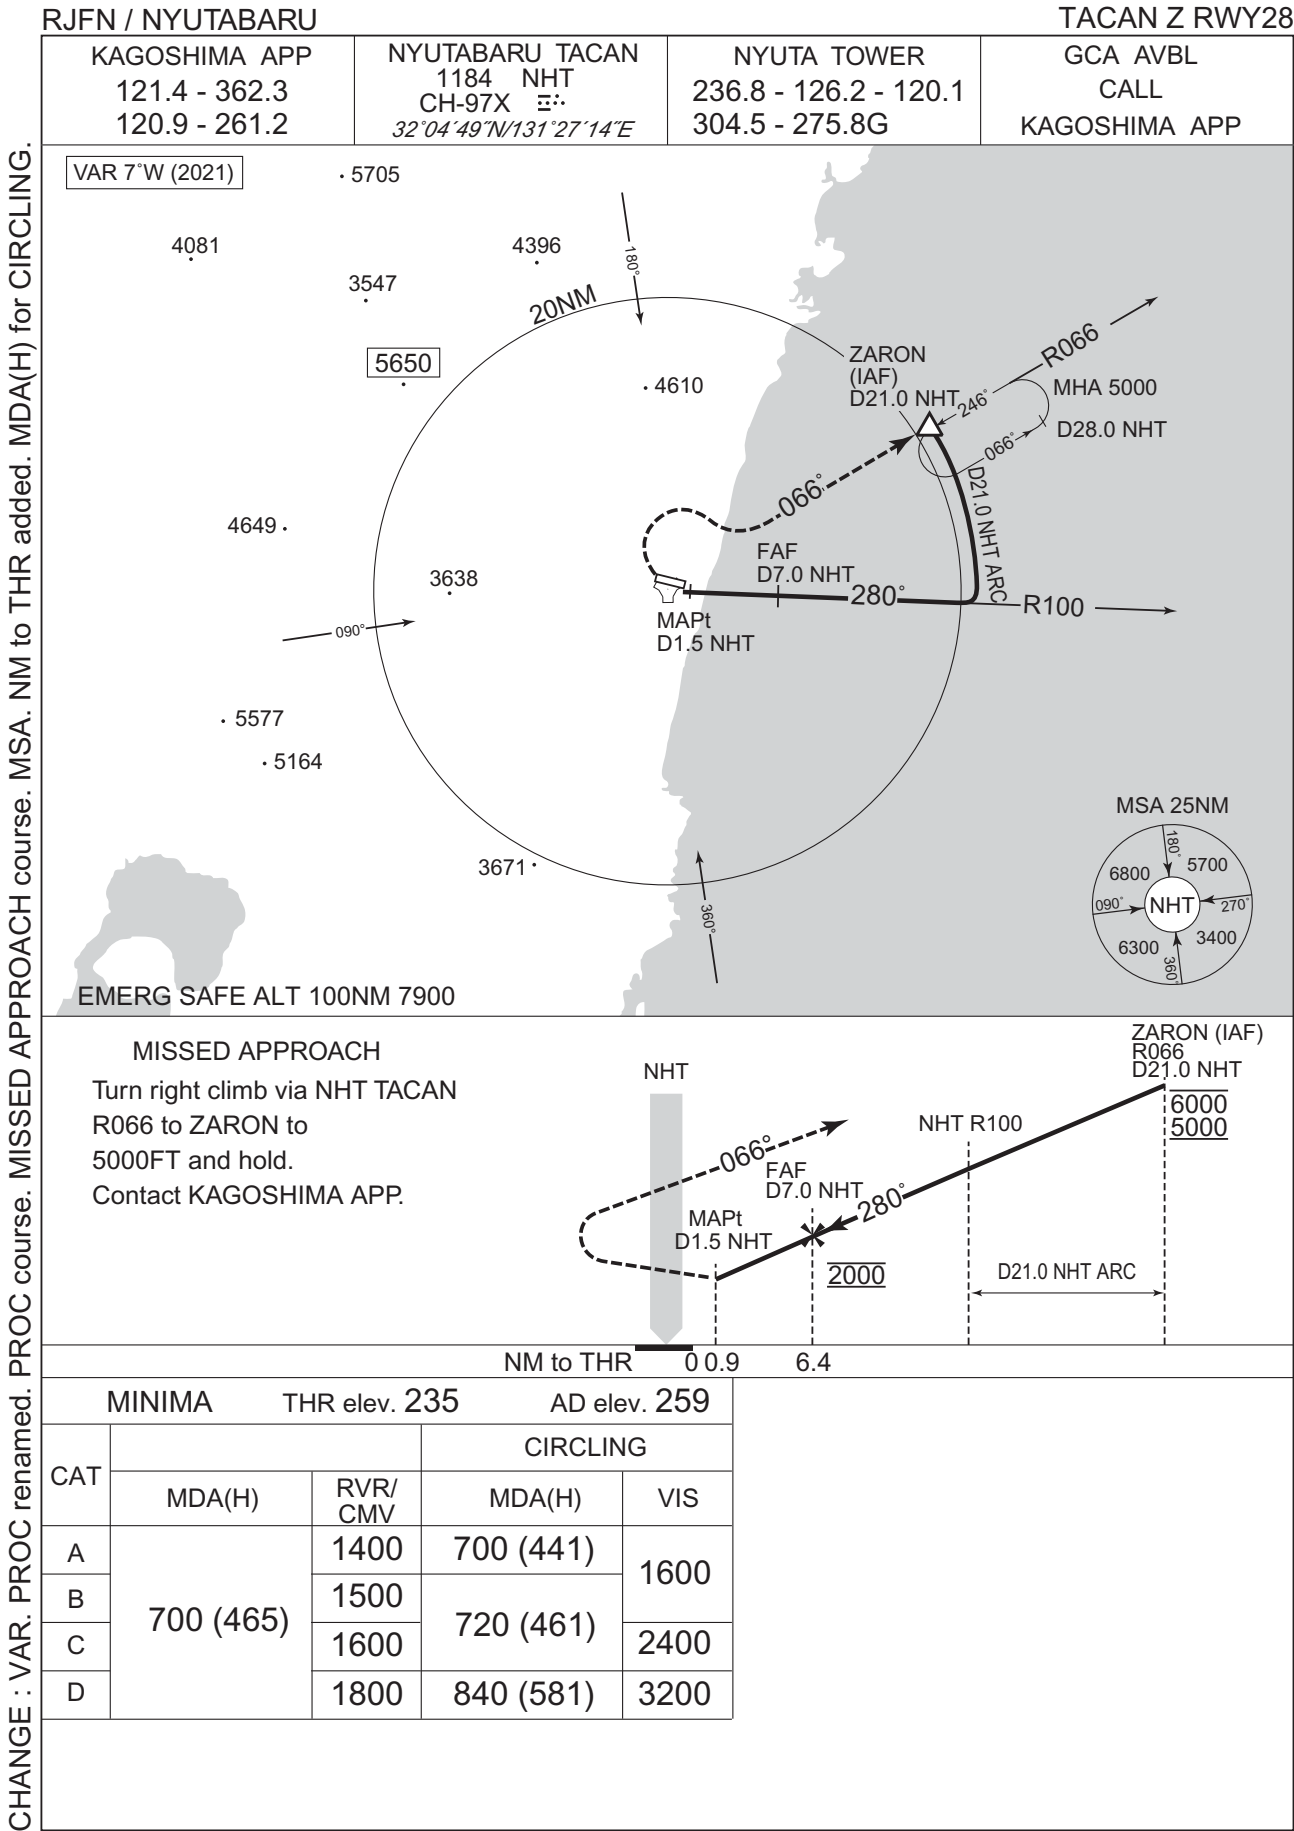 RJFN / NYUTABARU
TACAN Z RWY28
KAGOSHIMA APP
121.4 - 362.3
120.9 - 261.2
NYUTABARU TACAN
1184 NHT
CH-97X
32°04´49˝N/131°27´14˝E
NYUTA TOWER
236.8 - 126.2 - 120.1
304.5 - 275.8G
GCA AVBL
CALL
KAGOSHIMA APP
CHANGE : VAR. PROC renamed. PROC course. MISSED APPROACH course. MSA. NM to THR added. MDA(H) for CIRCLING.
VAR 7°W (2021)
5705
4081
4396
3547
180°
20NM
5650
4610
ZARON
(IAF)
D21.0 NHT
R066
246°
MHA 5000
D28.0 NHT
066°
066°
D21.0 NHT ARC
4649
3638
FAF
D7.0 NHT
280°
R100
MAPt
D1.5 NHT
090°
5577
5164
3671
360°
MSA 25NM
180°
6800
5700
090°
NHT
270°
6300
3400
360°
EMERG SAFE ALT 100NM 7900
MISSED APPROACH
Turn right climb via NHT TACAN
R066 to ZARON to
5000FT and hold.
Contact KAGOSHIMA APP.
NHT
ZARON (IAF)
R066
D21.0 NHT
6000
5000
NHT R100
066°
FAF
D7.0 NHT
280°
MAPt
D1.5 NHT
2000
D21.0 NHT ARC
NM to THR 0 0.9 6.4
MINIMA THR elev. 235 AD elev. 259
CAT
CIRCLING
MDA(H)
RVR/
CMV
MDA(H)
VIS
A 1400 700 (441)
1600
B 1500
700 (465)
720 (461)
C 1600 2400
D 1800 840 (581) 3200